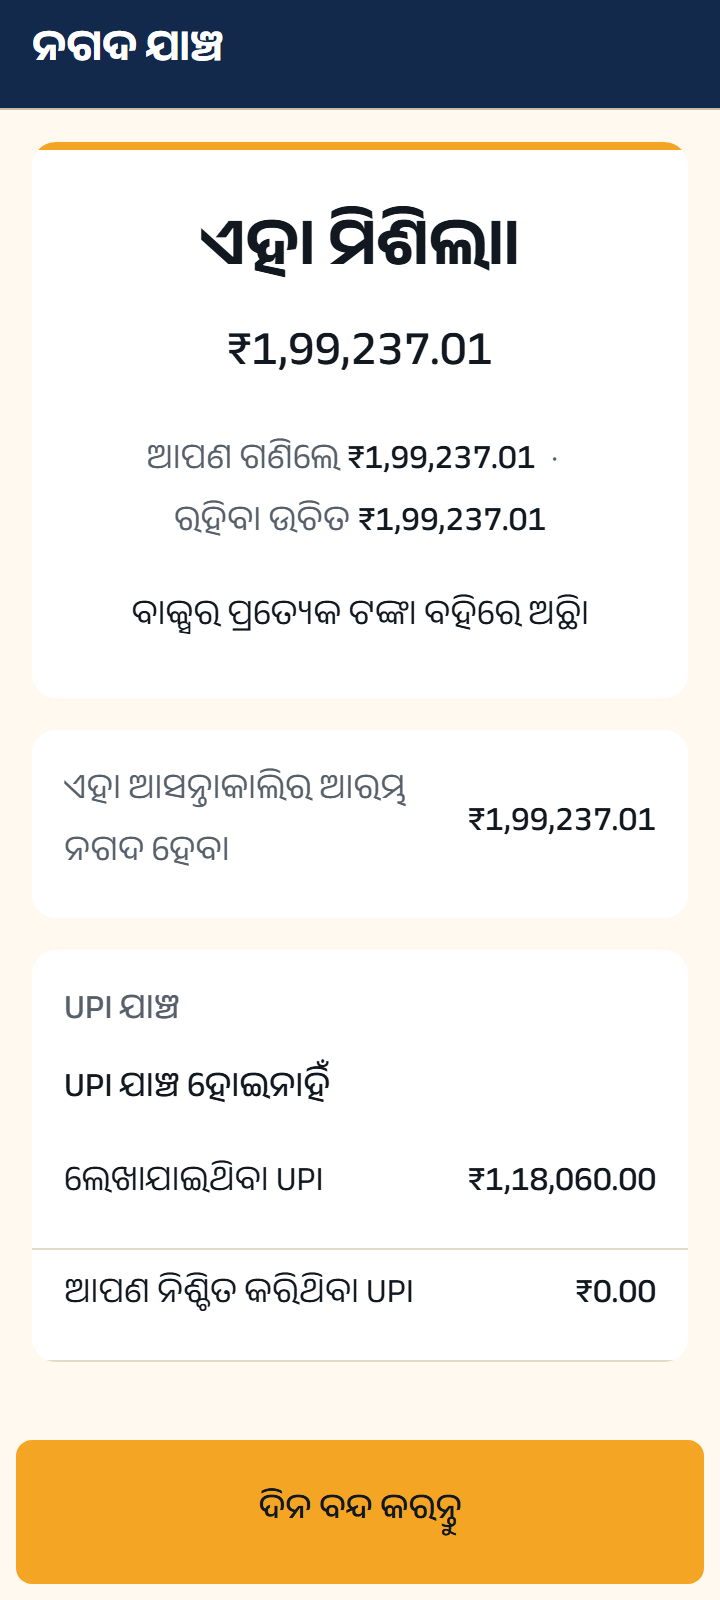 ନଗଦ ଯାଞ୍ଚ
ଏହା ମିଶିଲା।
₹1,99,237.01
ଆପଣ ଗଣିଲେ ₹1,99,237.01 ·
ରହିବା ଉଚିତ ₹1,99,237.01
ବାକ୍ସର ପ୍ରତ୍ୟେକ ଟଙ୍କା ବହିରେ ଅଛି।
ଏହା ଆସନ୍ତାକାଲିର ଆରମ୍ଭ
ନଗଦ ହେବ।
₹1,99,237.01
UPI ଯାଞ୍ଚ
UPI ଯାଞ୍ଚ ହୋଇନାହିଁ
ଲେଖାଯାଇଥିବା UPI ₹1,18,060.00
ଆପଣ ନିଶ୍ଚିତ କରିଥିବା UPI ₹0.00
ଦିନ ବନ୍ଦ କରନ୍ତୁ